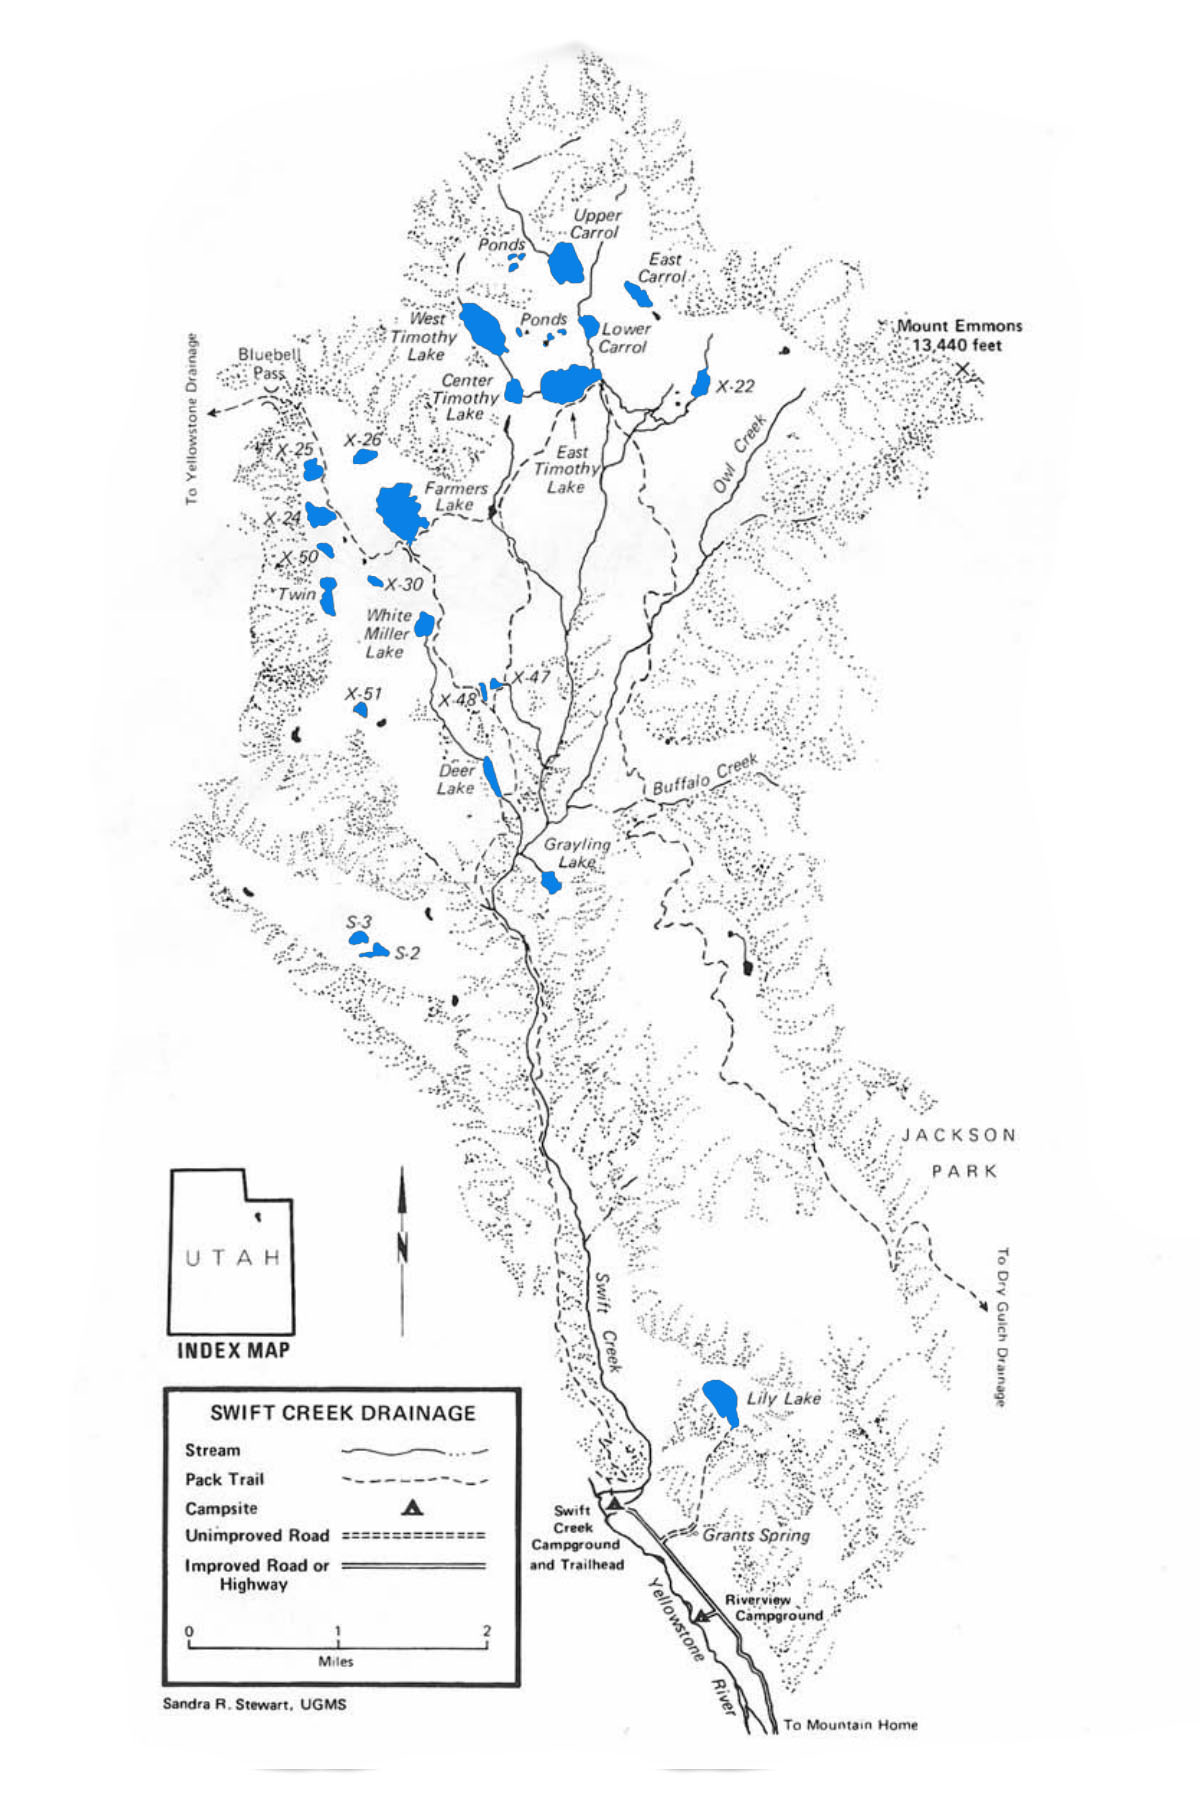 Upper
Carrol
Ponds
East
Carrol
West
Timothy
Lake
Ponds
Lower
Carrol
Mount Emmons
13,440 feet
To Yellowstone Drainage
Bluebell
Pass
Center
Timothy
Lake
X-22
Owl Creek
X-25
X-26
East
Timothy
Lake
Farmers
Lake
X-24
X-50
Twin
X-30
White
Miller
Lake
X-47
X-48
X-51
Deer
Lake
Buffalo Creek
Grayling
Lake
S-3
S-2
JACKSON
PARK
To Dry Gulch Drainage
UTAH
N
INDEX MAP
Swift Creek
Lily Lake
SWIFT CREEK DRAINAGE
Stream
Pack Trail
Campsite
Unimproved Road
Improved Road or
Highway
0 1 2
Miles
Swift
Creek
Campground
and Trailhead
Grants Spring
Riverview
Campground
Yellowstone River
Sandra R. Stewart, UGMS
To Mountain Home